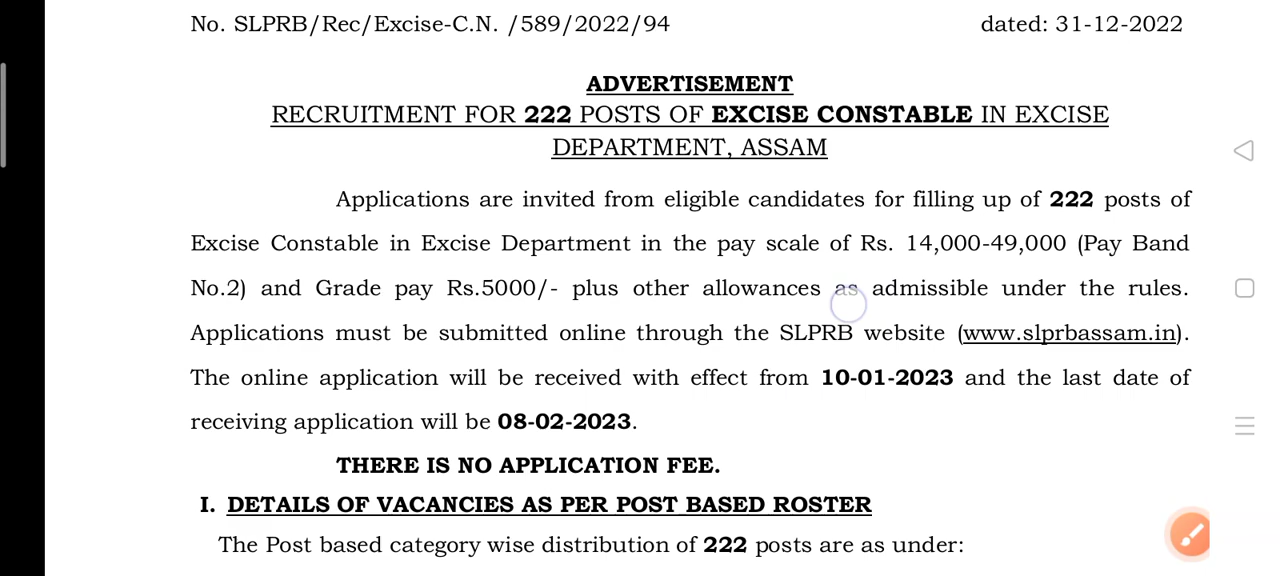 No. SLPRB/Rec/Excise-C.N. /589/2022/94 dated: 31-12-2022
ADVERTISEMENT
RECRUITMENT FOR 222 POSTS OF EXCISE CONSTABLE IN EXCISE
DEPARTMENT, ASSAM
Applications are invited from eligible candidates for filling up of 222 posts of
Excise Constable in Excise Department in the pay scale of Rs. 14,000-49,000 (Pay Band
No.2) and Grade pay Rs.5000/- plus other allowances as admissible under the rules.
Applications must be submitted online through the SLPRB website (www.slprbassam.in).
The online application will be received with effect from 10-01-2023 and the last date of
receiving application will be 08-02-2023.
THERE IS NO APPLICATION FEE.
I. DETAILS OF VACANCIES AS PER POST BASED ROSTER
The Post based category wise distribution of 222 posts are as under: